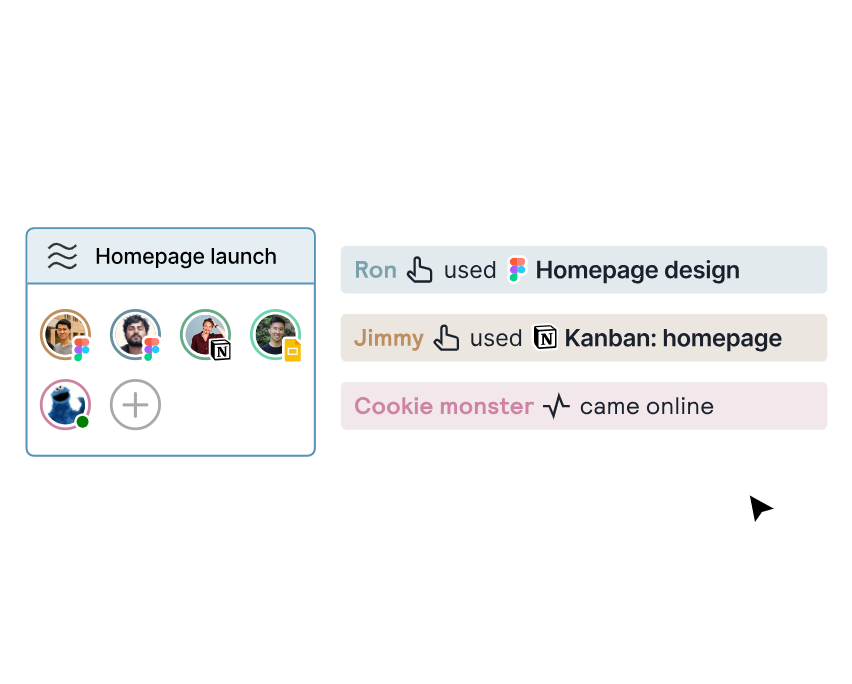 Homepage launch
Ron used Homepage design
Jimmy used Kanban: homepage
Cookie monster came online